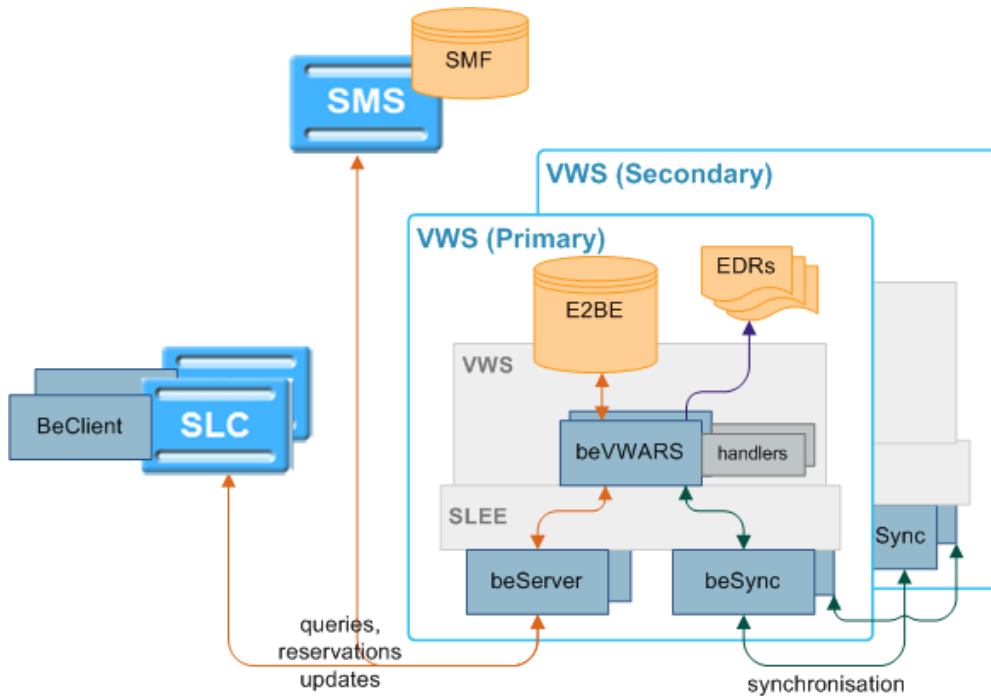 SMF
SMS
VWS (Secondary)
VWS (Primary)
EDRs
E2BE
VWS
BeClient
SLC
beVWARS
handlers
SLEE
Sync
beServer
beSync
queries,
reservations
updates
synchronisation